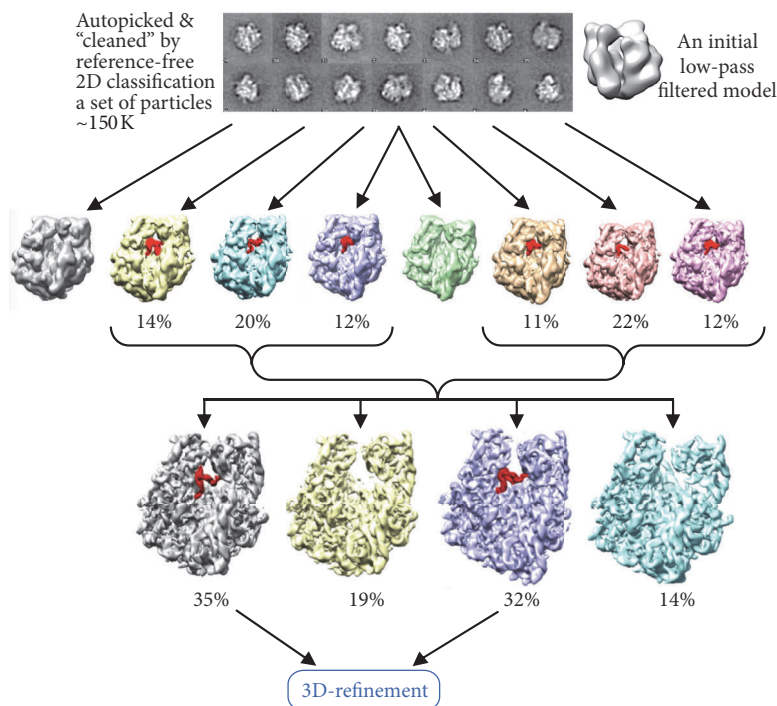 Autopicked &
“cleaned” by
reference-free
2D classification
a set of particles
~150 K
An initial
low-pass
filtered model
14%
20%
12%
11%
22%
12%
35%
19%
32%
14%
3D-refinement